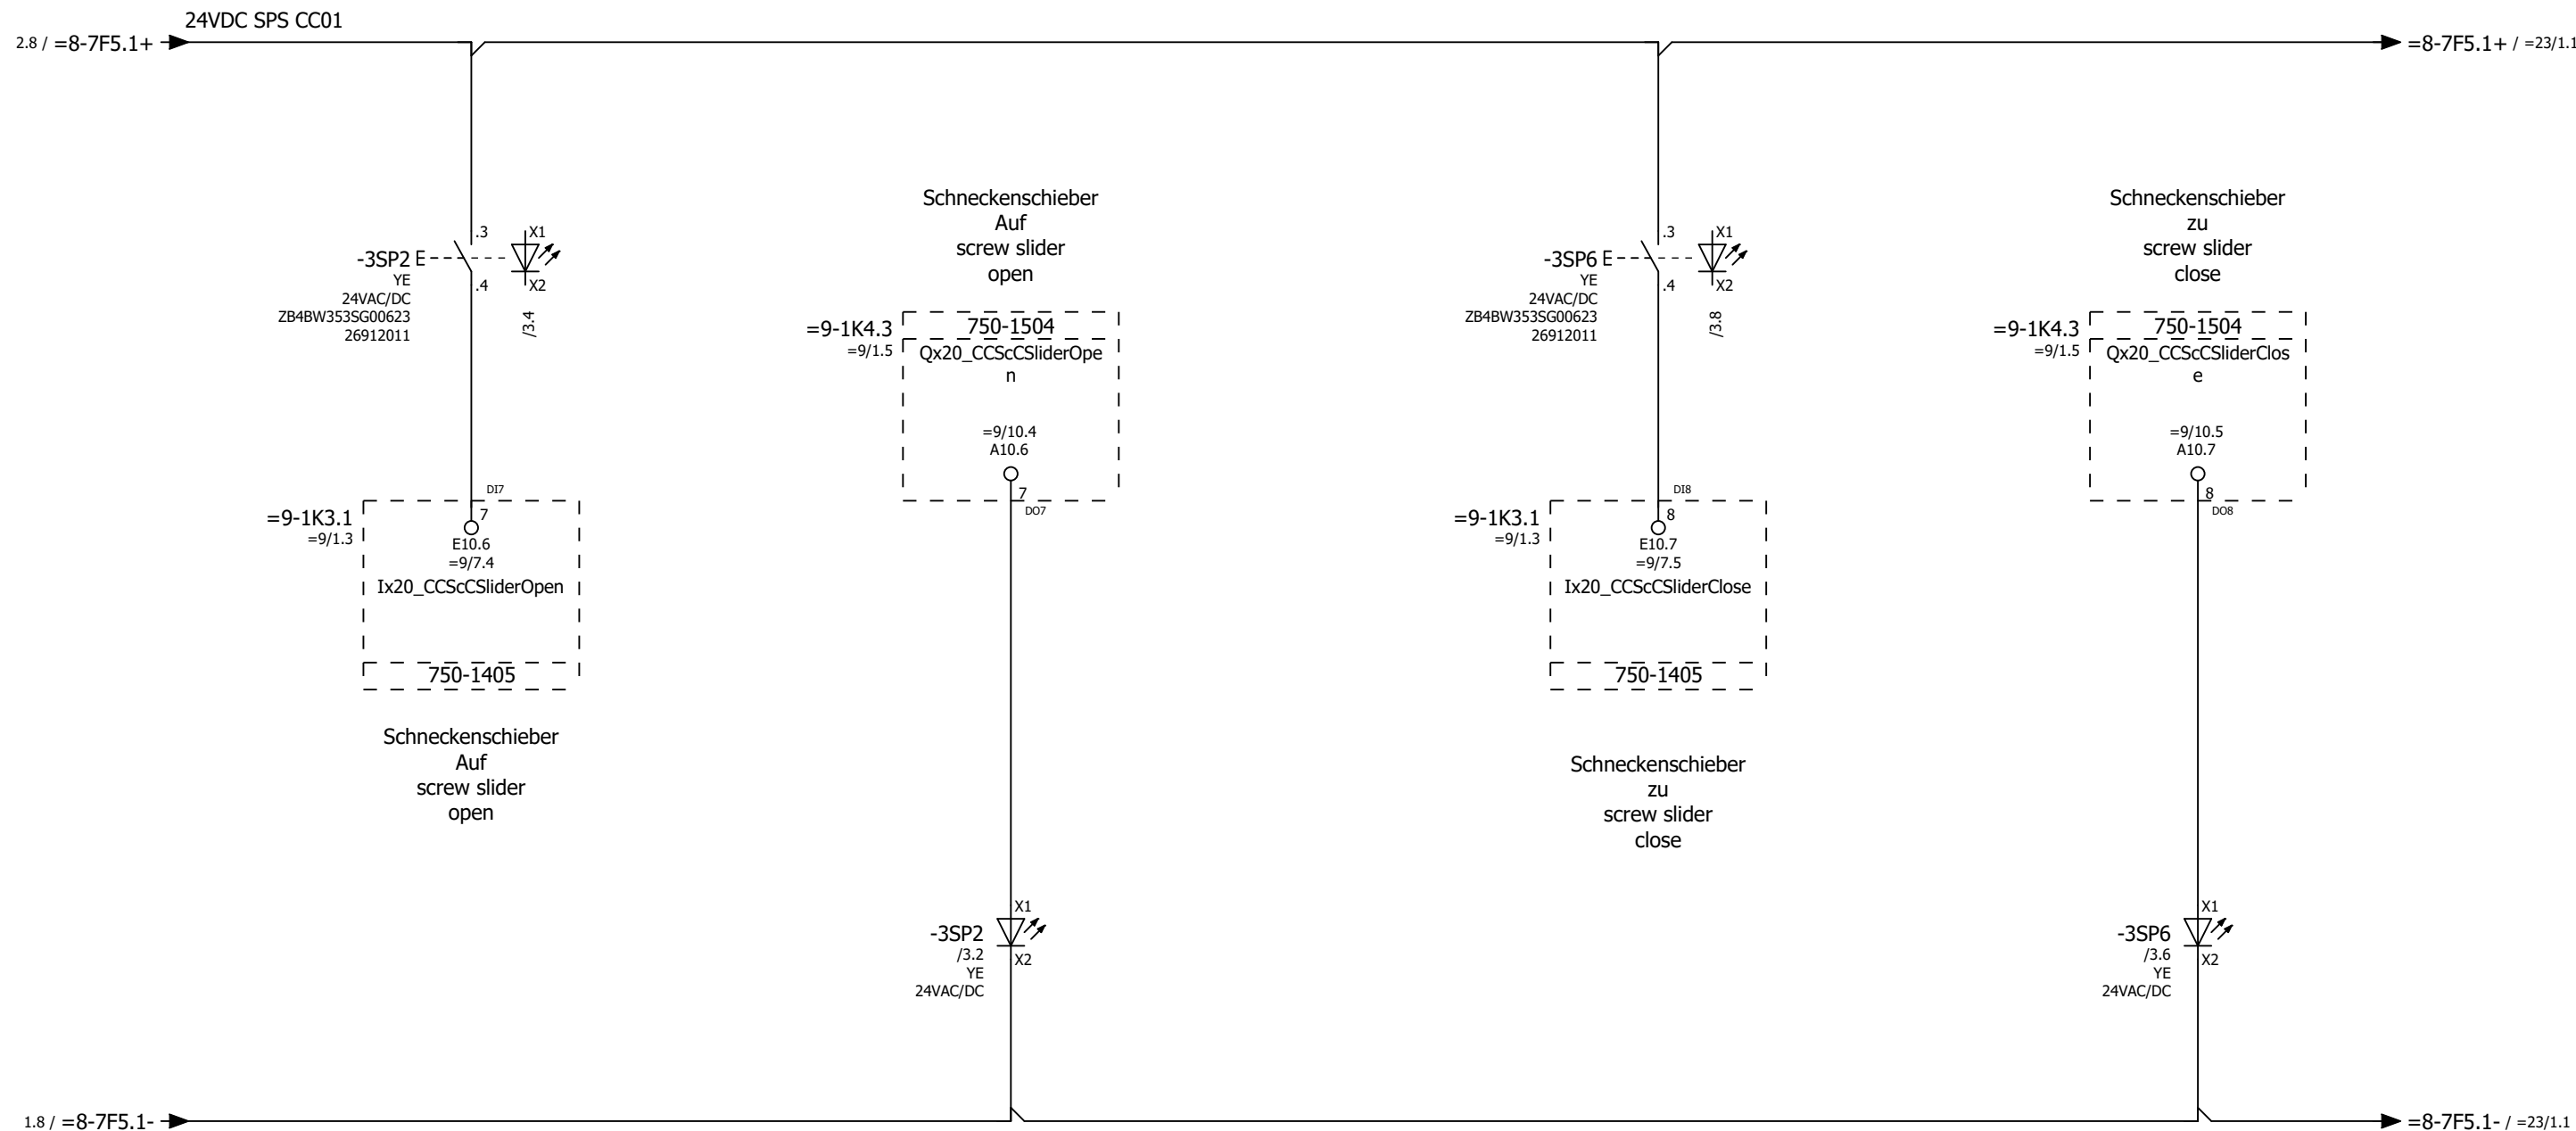 24VDC SPS CC01
2.8 / =8-7F5.1+
=8-7F5.1+ / =23/1.1
-3SP2 E
YE
24VAC/DC
ZB4BW353SG00623
26912011
.3
.4
X1
X2
/3.4
=9-1K3.1
=9/1.3
DI7
7
E10.6
=9/7.4
Ix20_CCScCSliderOpen
750-1405
Schneckenschieber
Auf
screw slider
open
Schneckenschieber
Auf
screw slider
open
=9-1K4.3
=9/1.5
750-1504
Qx20_CCScCSliderOpe
n
=9/10.4
A10.6
7
DO7
-3SP2
/3.2
YE
24VAC/DC
X1
X2
-3SP6 E
YE
24VAC/DC
ZB4BW353SG00623
26912011
.3
.4
X1
X2
/3.8
=9-1K3.1
=9/1.3
DI8
8
E10.7
=9/7.5
Ix20_CCScCSliderClose
750-1405
Schneckenschieber
zu
screw slider
close
Schneckenschieber
zu
screw slider
close
=9-1K4.3
=9/1.5
750-1504
Qx20_CCScCSliderClos
e
=9/10.5
A10.7
8
DO8
-3SP6
/3.6
YE
24VAC/DC
X1
X2
1.8 / =8-7F5.1-
=8-7F5.1- / =23/1.1